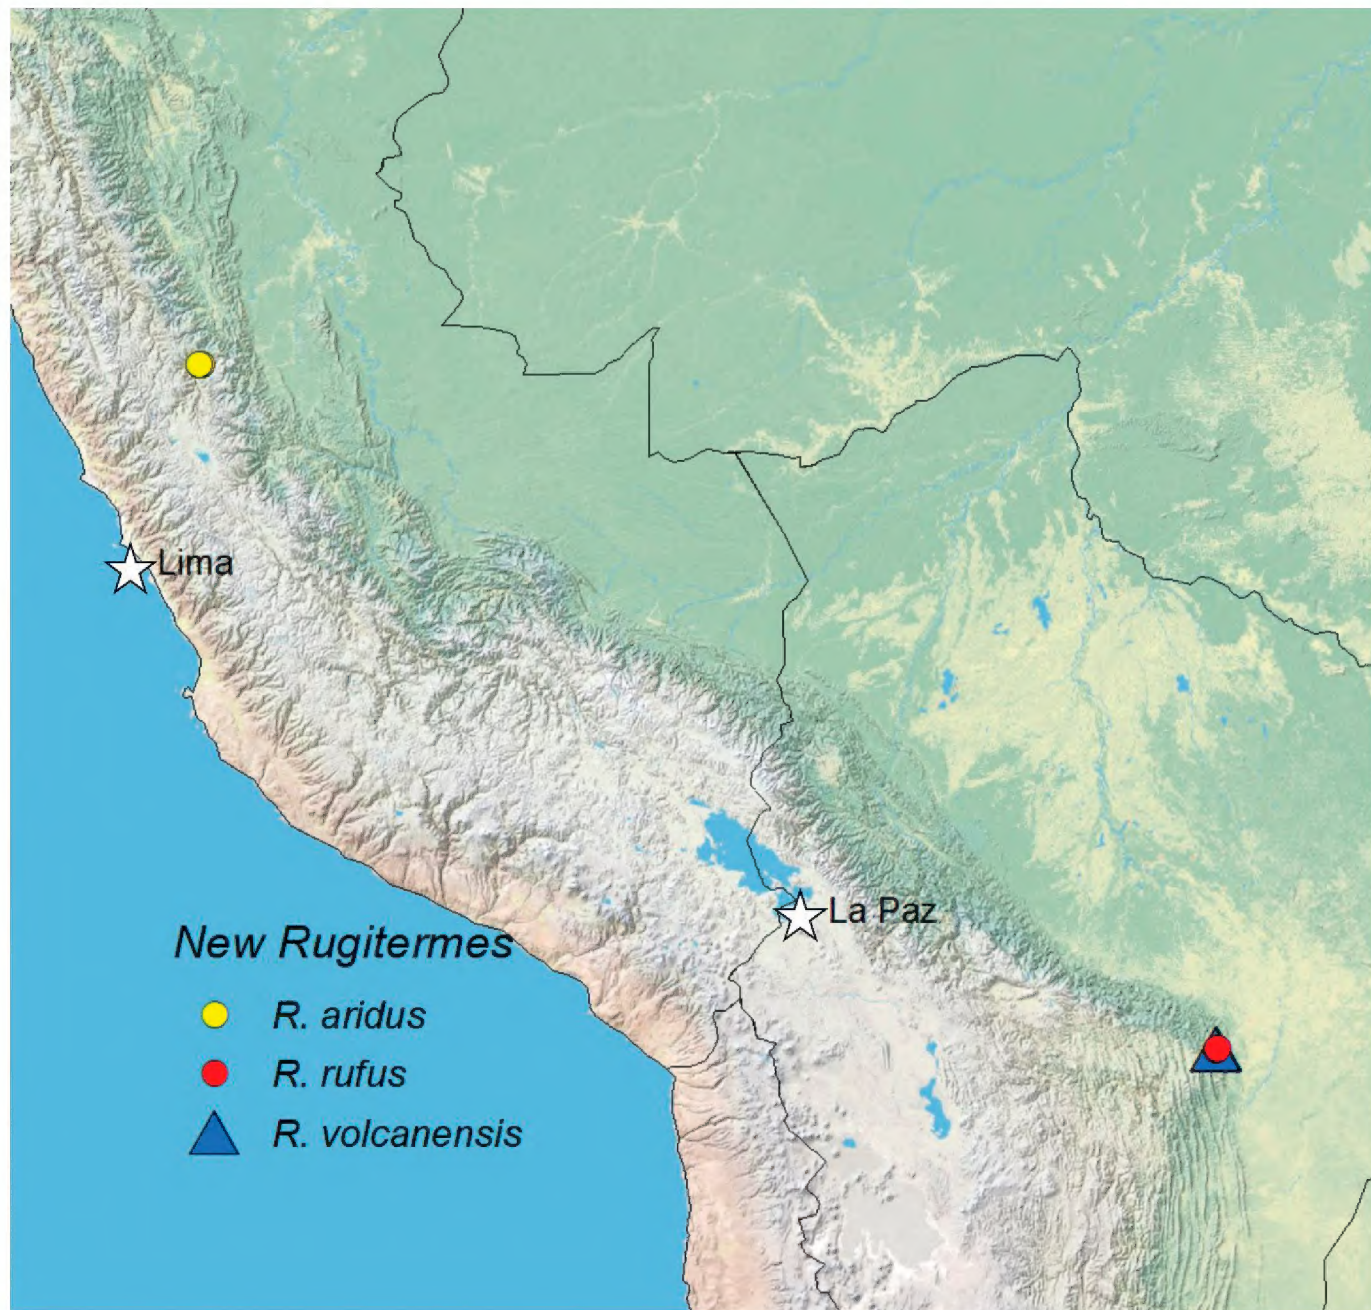 Lima
La Paz
New Rugitermes
R. aridus
R. rufus
R. volcanensis